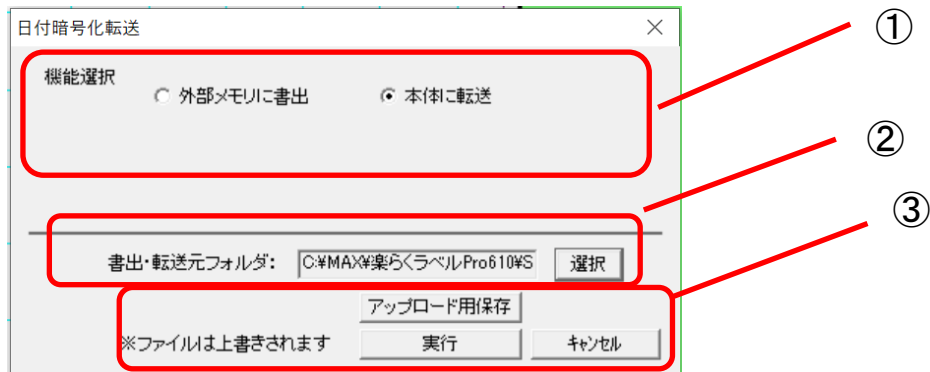 日付暗号化転送
①
機能選択
外部メモリに書出 本体に転送
②
③
書出・転送元フォルダ: C:¥MAX¥楽らくラベルPro610¥S 選択
アップロード用保存
※ファイルは上書きされます 実行 キャンセル